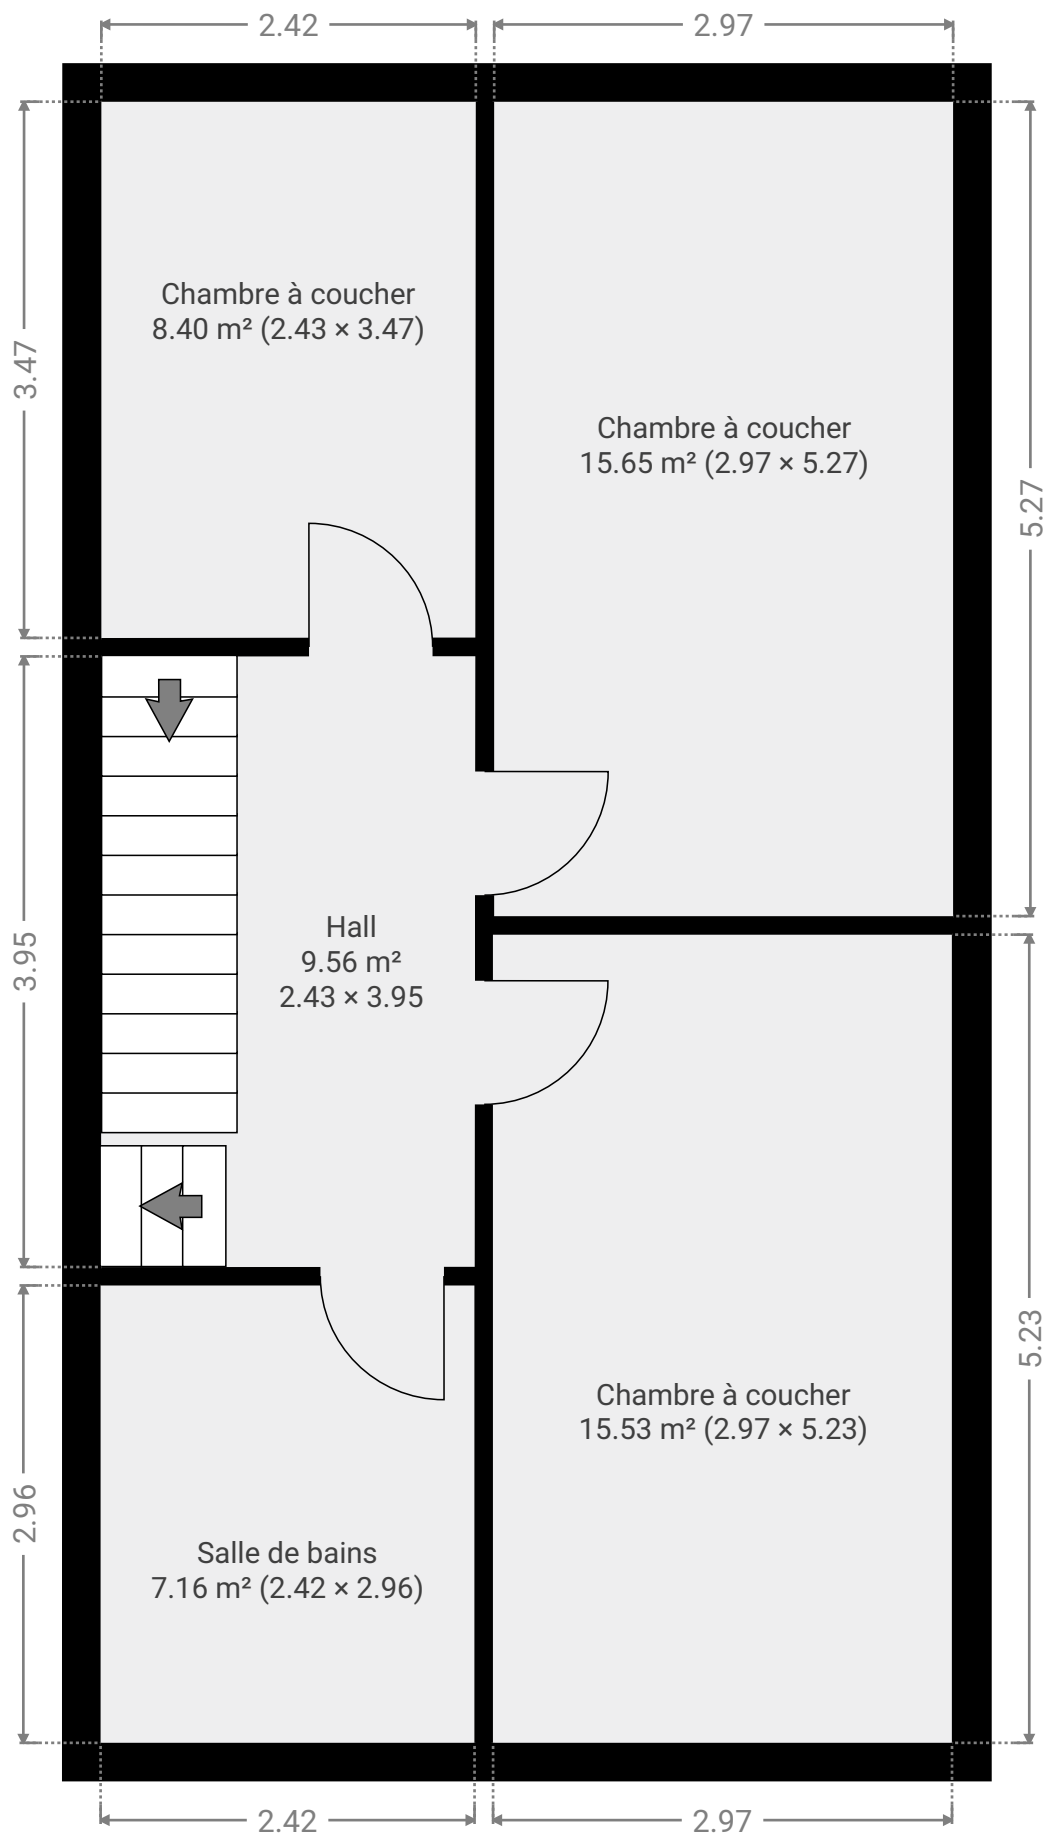 2.42
2.97
Chambre à coucher
8.40 m² (2.43 × 3.47)
3.47
Chambre à coucher
15.65 m² (2.97 × 5.27)
5.27
Hall
9.56 m²
2.43 × 3.95
3.95
Chambre à coucher
15.53 m² (2.97 × 5.23)
5.23
Salle de bains
7.16 m² (2.42 × 2.96)
2.96
2.42
2.97